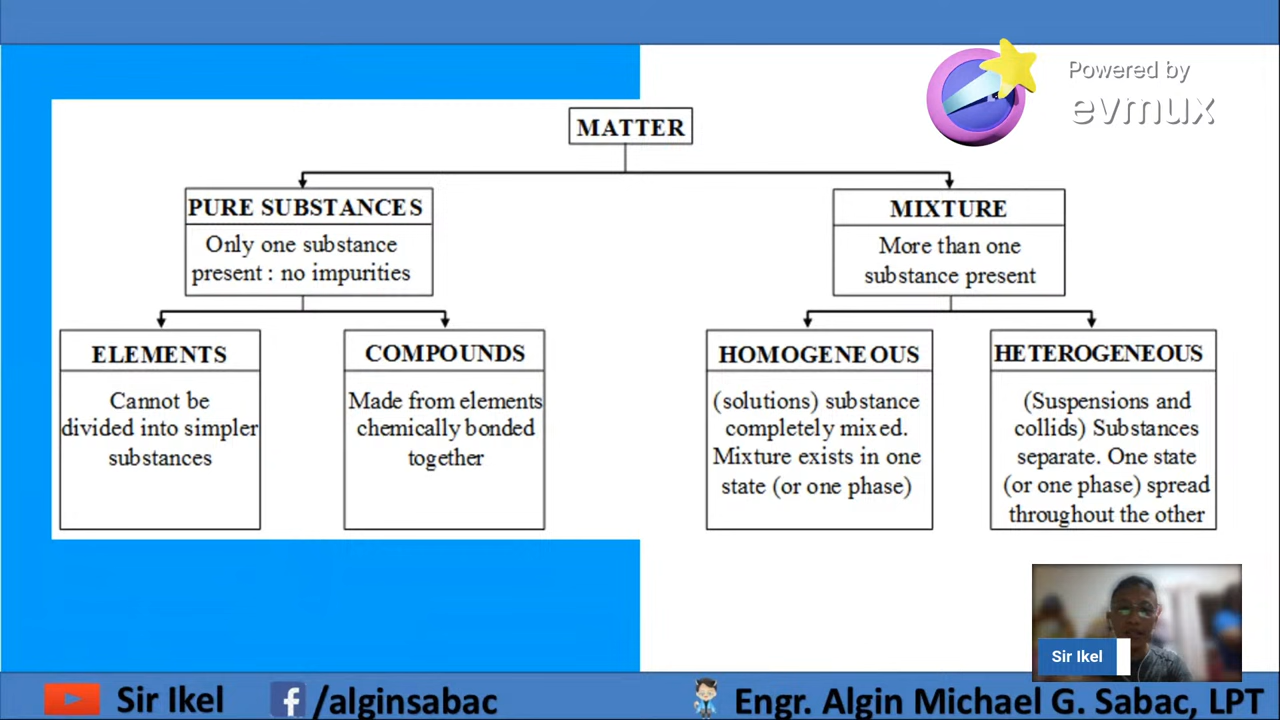 Powered by
evmux
MATTER
PURE SUBSTANCES
Only one substance
present : no impurities
MIXTURE
More than one
substance present
ELEMENTS
Cannot be
divided into simpler
substances
COMPOUNDS
Made from elements
chemically bonded
together
HOMOGENEOUS
(solutions) substance
completely mixed.
Mixture exists in one
state (or one phase)
HETEROGENEOUS
(Suspensions and
collids) Substances
separate. One state
(or one phase) spread
throughout the other
Sir Ikel
Sir Ikel
/alginsabac
Engr. Algin Michael G. Sabac, LPT